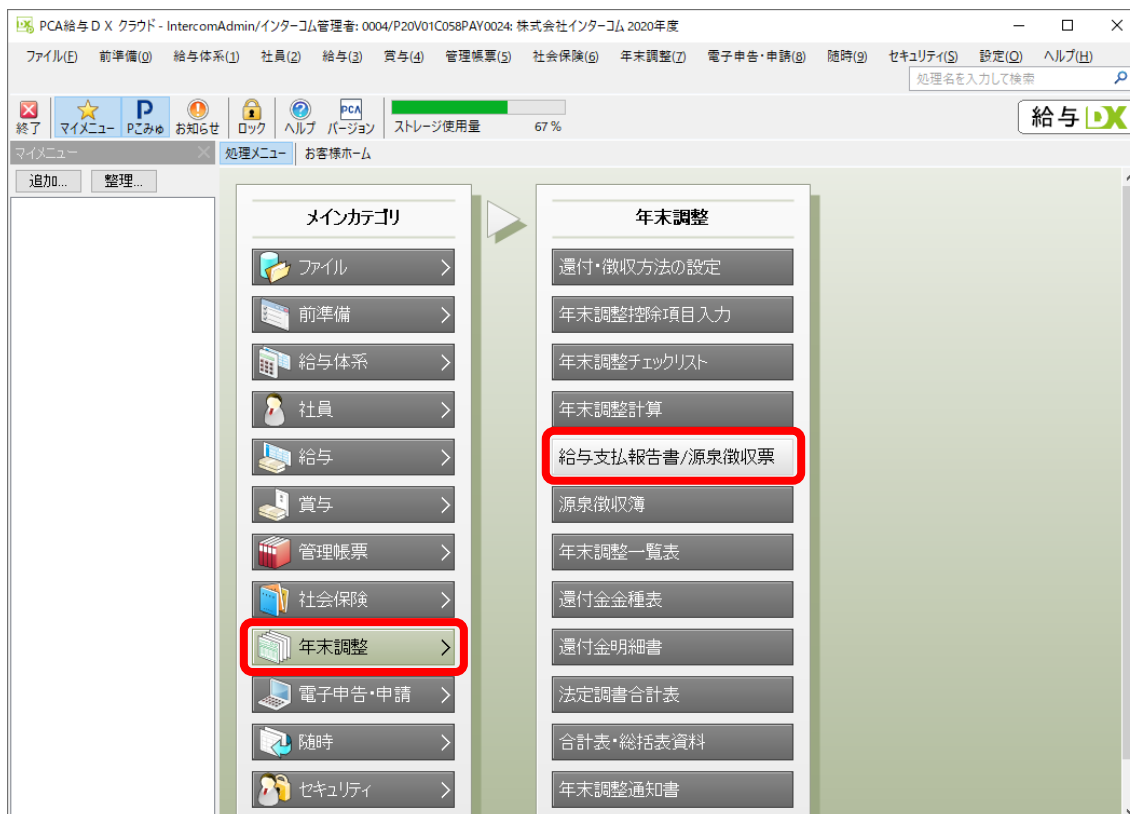 PCA給与ＤＸ クラウド - IntercomAdmin/インターコム管理者: 0004/P20V01C058PAY0024: 株式会社インターコム 2020年度
ファイル(F) 前準備(0) 給与体系(1) 社員(2) 給与(3) 賞与(4) 管理帳票(5) 社会保険(6) 年末調整(7) 電子申告・申請(8) 随時(9) セキュリティ(S) 設定(O) ヘルプ(H)
処理名を入力して検索
P PCA
終了 マイメニュー Pこみゅ お知らせ ロック ヘルプ バージョン ストレージ使用量 67 %
給与DX
マイメニュー 処理メニュー お客様ホーム
追加... 整理...
メインカテゴリ
ファイル
前準備
給与体系
社員
給与
賞与
管理帳票
社会保険
年末調整
電子申告・申請
随時
セキュリティ
年末調整
還付・徴収方法の設定
年末調整控除項目入力
年末調整チェックリスト
年末調整計算
給与支払報告書/源泉徴収票
源泉徴収簿
年末調整一覧表
還付金金種表
還付金明細書
法定調書合計表
合計表・総括表資料
年末調整通知書